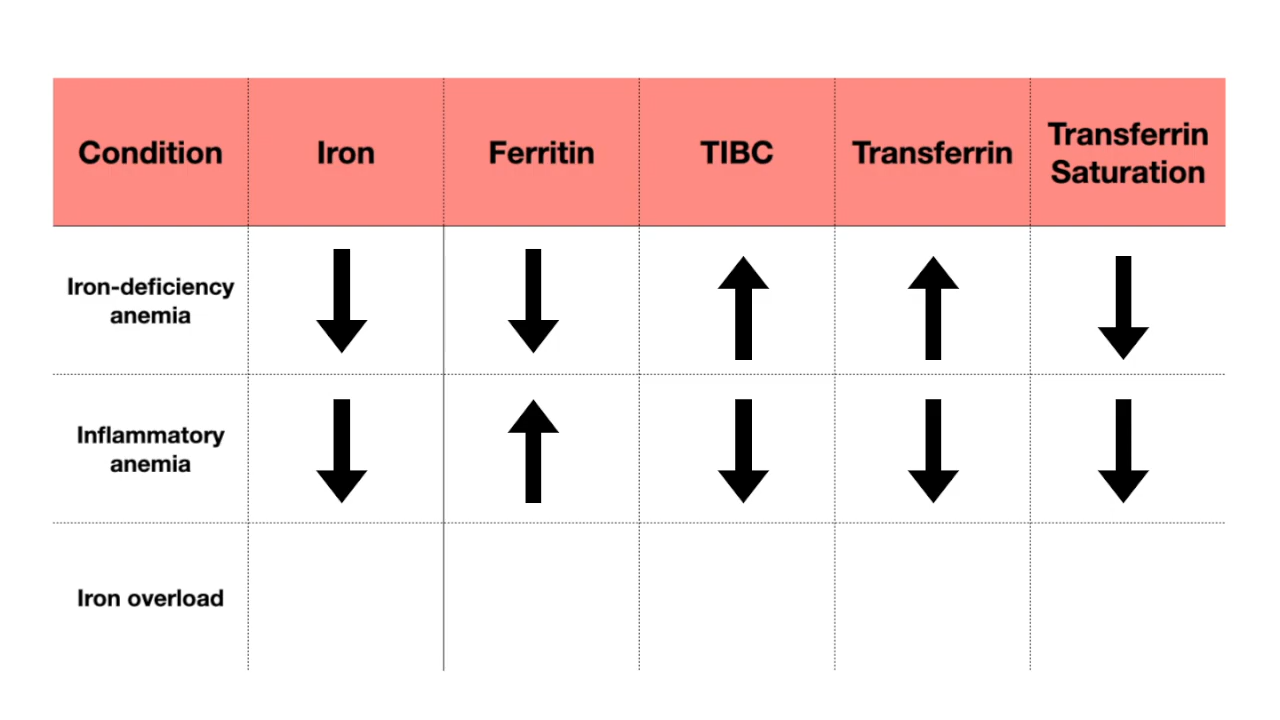 Condition
Iron
Ferritin
TIBC
Transferrin
Transferrin
Saturation
Iron-deficiency
anemia
Inflammatory
anemia
Iron overload